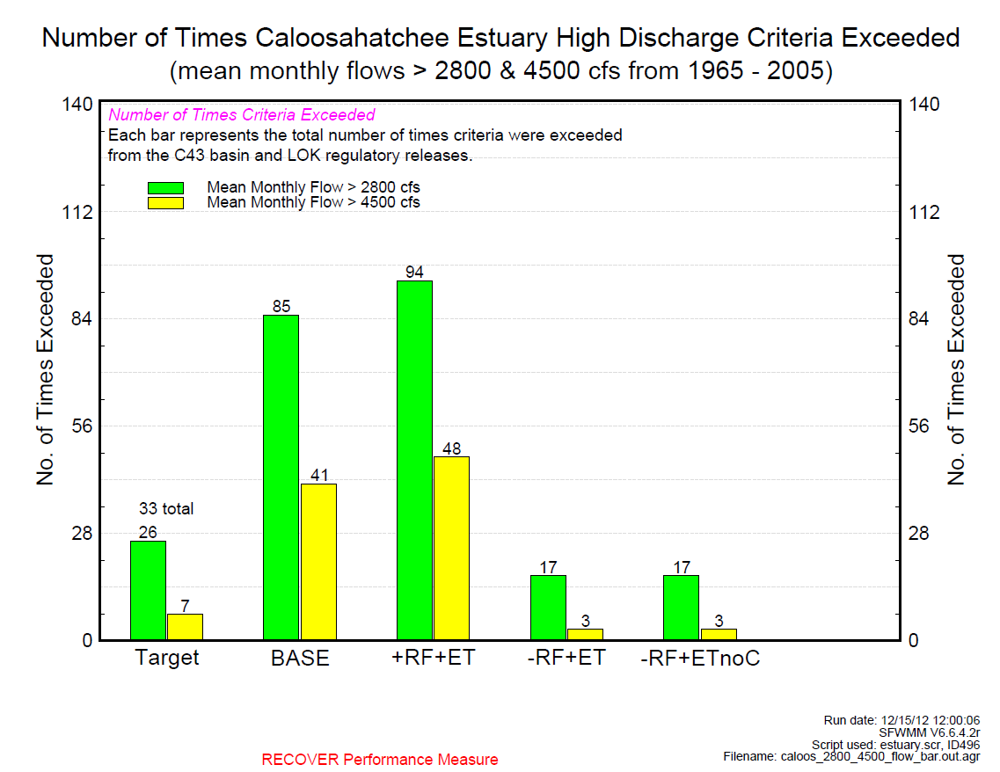 Number of Times Caloosahatchee Estuary High Discharge Criteria Exceeded
(mean monthly flows > 2800 & 4500 cfs from 1965 - 2005)
Number of Times Criteria Exceeded
Each bar represents the total number of times criteria were exceeded
from the C43 basin and LOK regulatory releases.
Mean Monthly Flow > 2800 cfs
Mean Monthly Flow > 4500 cfs
No. of Times Exceeded
140
112
84
56
28
0
33 total
26
7
85
41
94
48
17
3
17
3
Target
BASE
+RF+ET
-RF+ET
-RF+ETnoC
140
112
84
56
28
0
No. of Times Exceeded
Run date: 12/15/12 12:00:06
SFWMM V6.6.4.2r
Script used: estuary.scr, ID496
Filename: caloos_2800_4500_flow_bar.out.agr
RECOVER Performance Measure